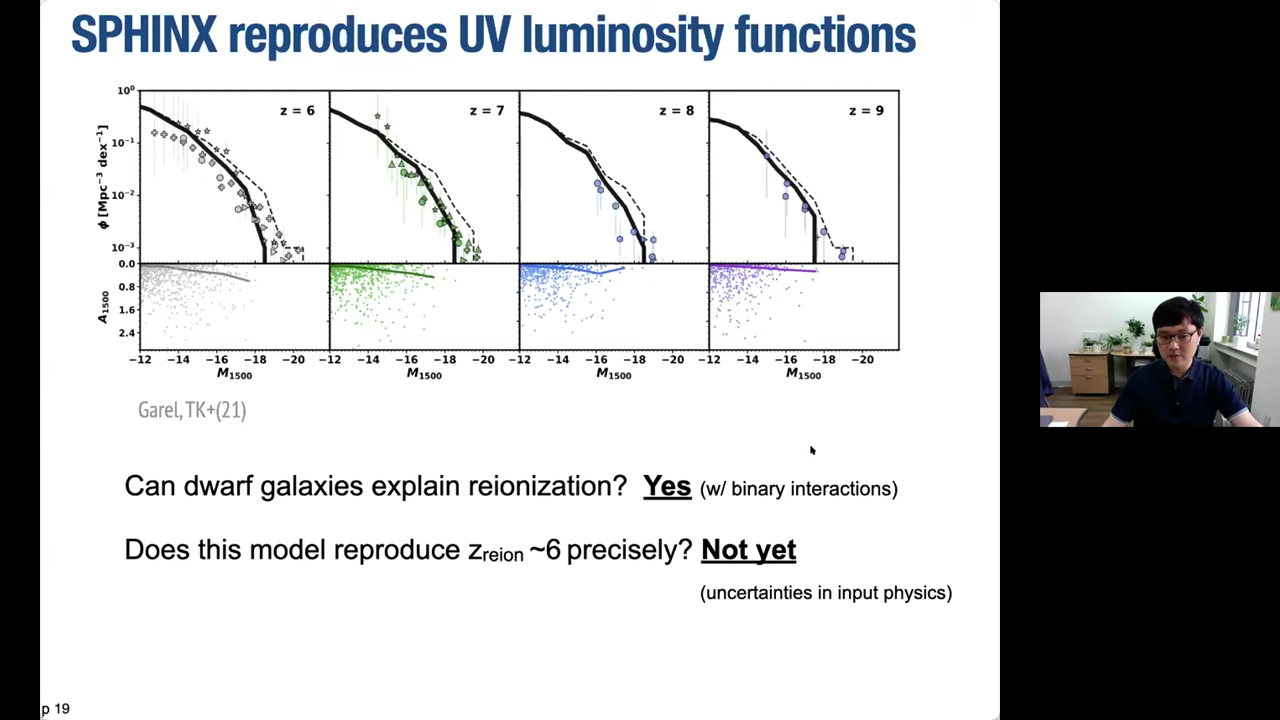 SPHINX reproduces UV luminosity functions
10⁰
10⁻¹
10⁻²
10⁻³
ϕ [Mpc⁻³ dex⁻¹]
z = 6
z = 7
z = 8
z = 9
0.0
0.8
1.6
2.4
A₁₅₀₀
−12 −14 −16 −18 −20 −12 −14 −16 −18 −20 −12 −14 −16 −18 −20 −12 −14 −16 −18 −20
M₁₅₀₀ M₁₅₀₀ M₁₅₀₀ M₁₅₀₀
Garel, TK+(21)
Can dwarf galaxies explain reionization? Yes (w/ binary interactions)
Does this model reproduce zreion ~6 precisely? Not yet
(uncertainties in input physics)
p 19